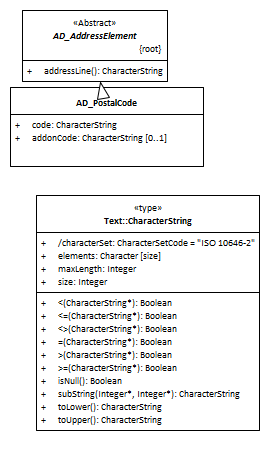 «Abstract»
AD_AddressElement
{root}
+ addressLine(): CharacterString
AD_PostalCode
+ code: CharacterString
+ addonCode: CharacterString [0..1]
«type»
Text::CharacterString
+ /characterSet: CharacterSetCode = "ISO 10646-2"
+ elements: Character [size]
+ maxLength: Integer
+ size: Integer
+ <(CharacterString*): Boolean
+ <=(CharacterString*): Boolean
+ <>(CharacterString*): Boolean
+ =(CharacterString*): Boolean
+ >(CharacterString*): Boolean
+ >=(CharacterString*): Boolean
+ isNull(): Boolean
+ subString(Integer*, Integer*): CharacterString
+ toLower(): CharacterString
+ toUpper(): CharacterString